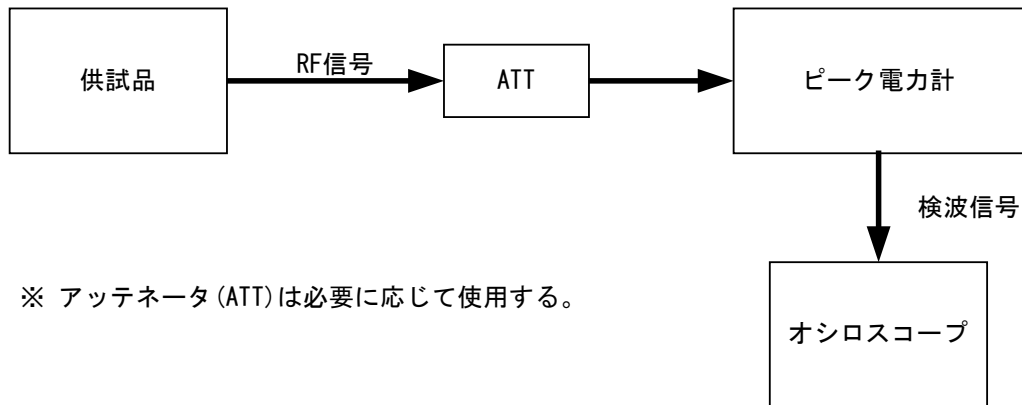 供試品
RF信号
ATT
ピーク電力計
検波信号
※ アッテネータ(ATT)は必要に応じて使用する。
オシロスコープ